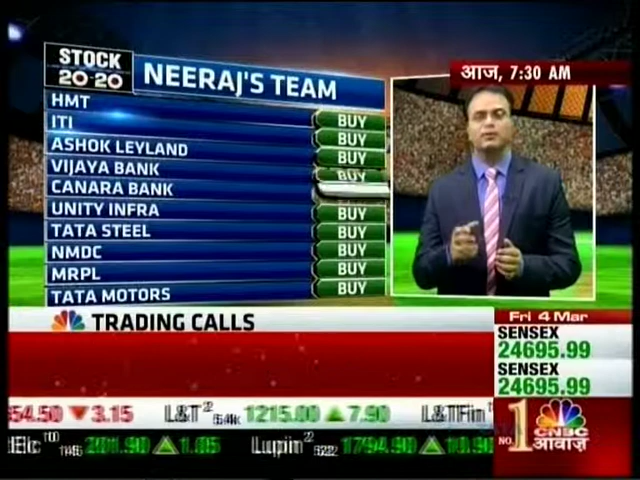 STOCK
20-20
NEERAJ'S TEAM
आज, 7:30 AM
HMT BUY
ITI BUY
ASHOK LEYLAND BUY
VIJAYA BANK BUY
CANARA BANK
UNITY INFRA BUY
TATA STEEL BUY
NMDC BUY
MRPL BUY
TATA MOTORS BUY
TRADING CALLS
Fri 4 Mar
SENSEX
24695.99
SENSEX
24695.99
54.50 ▼ 3.15 L&T 1215.00 ▲ 7.90 L&TFin
Lupin 1794.90 ▲ 10.90
NO. 1
CNBC
आवाज़